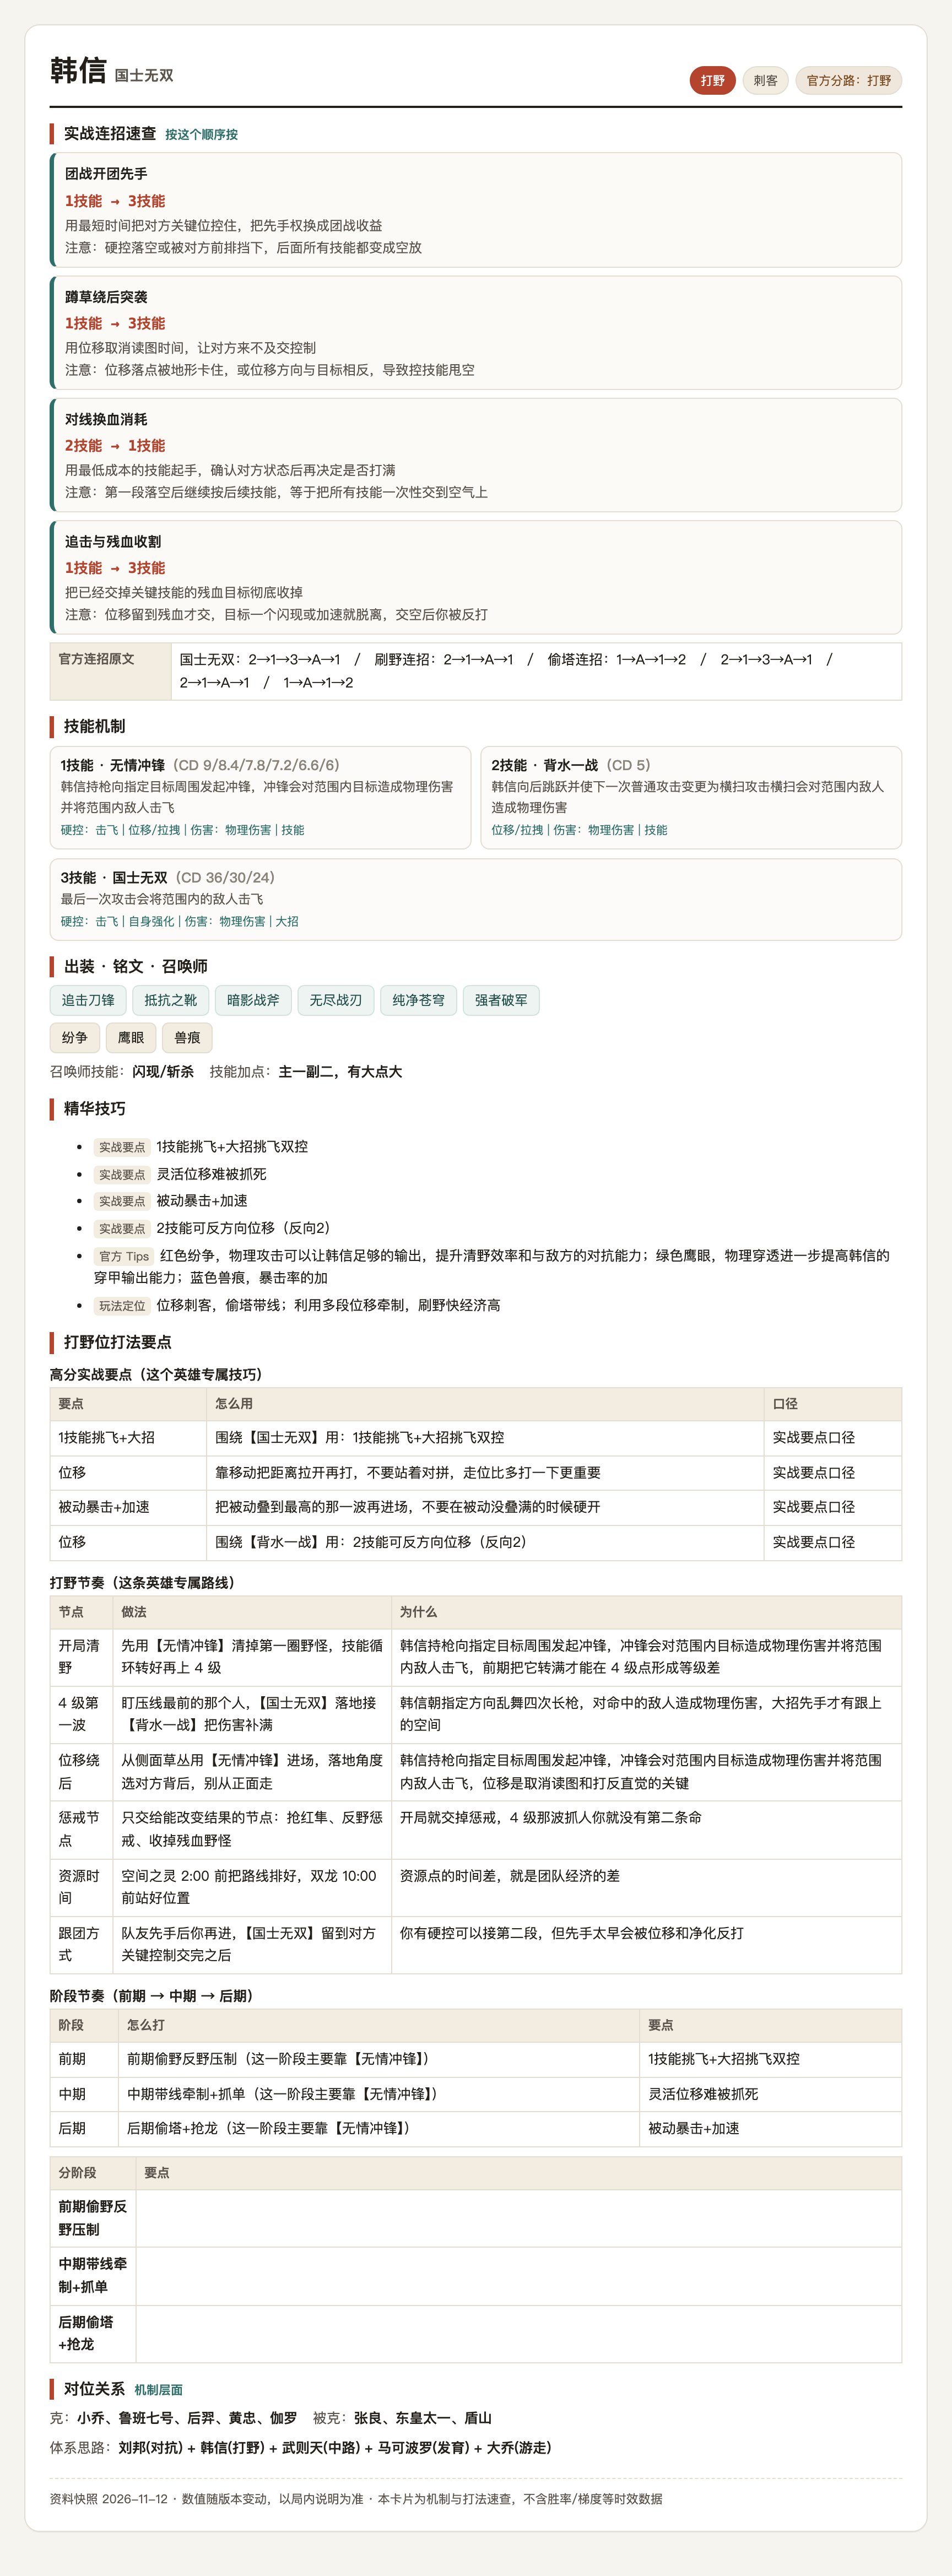 韩信 国士无双
打野 刺客 官方分路：打野
实战连招速查 按这个顺序按
团战开团先手
1技能 → 3技能
用最短时间把对方关键位控住，把先手权换成团战收益
注意：硬控落空或被对方前排挡下，后面所有技能都变成空放
蹲草绕后突袭
1技能 → 3技能
用位移取消读图时间，让对方来不及交控制
注意：位移落点被地形卡住，或位移方向与目标相反，导致控技能甩空
对线换血消耗
2技能 → 1技能
用最低成本的技能起手，确认对方状态后再决定是否打满
注意：第一段落空后继续按后续技能，等于把所有技能一次性交到空气上
追击与残血收割
1技能 → 3技能
把已经交掉关键技能的残血目标彻底收掉
注意：位移留到残血才交，目标一个闪现或加速就脱离，交空后你被反打
官方连招原文 国士无双：2→1→3→A→1 / 刷野连招：2→1→A→1 / 偷塔连招：1→A→1→2 / 2→1→3→A→1 /
2→1→A→1 / 1→A→1→2
技能机制
1技能 · 无情冲锋（CD 9/8.4/7.8/7.2/6.6/6）
韩信持枪向指定目标周围发起冲锋，冲锋会对范围内目标造成物理伤害
并将范围内敌人击飞
硬控：击飞 | 位移/拉拽 | 伤害：物理伤害 | 技能
2技能 · 背水一战（CD 5）
韩信向后跳跃并使下一次普通攻击变更为横扫攻击横扫会对范围内敌人
造成物理伤害
位移/拉拽 | 伤害：物理伤害 | 技能
3技能 · 国士无双（CD 36/30/24）
最后一次攻击会将范围内的敌人击飞
硬控：击飞 | 自身强化 | 伤害：物理伤害 | 大招
出装 · 铭文 · 召唤师
追击刀锋 抵抗之靴 暗影战斧 无尽战刃 纯净苍穹 强者破军
纷争 鹰眼 兽痕
召唤师技能：闪现/斩杀 技能加点：主一副二，有大点大
精华技巧
• 实战要点 1技能挑飞+大招挑飞双控
• 实战要点 灵活位移难被抓死
• 实战要点 被动暴击+加速
• 实战要点 2技能可反方向位移（反向2）
• 官方 Tips 红色纷争，物理攻击可以让韩信足够的输出，提升清野效率和与敌方的对抗能力；绿色鹰眼，物理穿透进一步提高韩信的
穿甲输出能力；蓝色兽痕，暴击率的加
• 玩法定位 位移刺客，偷塔带线；利用多段位移牵制，刷野快经济高
打野位打法要点
高分实战要点（这个英雄专属技巧）
要点 怎么用 口径
1技能挑飞+大招 围绕【国士无双】用：1技能挑飞+大招挑飞双控 实战要点口径
位移 靠移动把距离拉开再打，不要站着对拼，走位比多打一下更重要 实战要点口径
被动暴击+加速 把被动叠到最高的那一波再进场，不要在被动没叠满的时候硬开 实战要点口径
位移 围绕【背水一战】用：2技能可反方向位移（反向2） 实战要点口径
打野节奏（这条英雄专属路线）
节点 做法 为什么
开局清 先用【无情冲锋】清掉第一圈野怪，技能循 韩信持枪向指定目标周围发起冲锋，冲锋会对范围内目标造成物理伤害并将范围
野 环转好再上 4 级 内敌人击飞，前期把它转满才能在 4 级点形成等级差
4 级第 盯压线最前的那个人，【国士无双】落地接 韩信朝指定方向乱舞四次长枪，对命中的敌人造成物理伤害，大招先手才有跟上
一波 【背水一战】把伤害补满 的空间
位移绕 从侧面草丛用【无情冲锋】进场，落地角度 韩信持枪向指定目标周围发起冲锋，冲锋会对范围内目标造成物理伤害并将范围
后 选对方背后，别从正面走 内敌人击飞，位移是取消读图和打反直觉的关键
惩戒节 只交给能改变结果的节点：抢红隼、反野惩 开局就交掉惩戒，4 级那波抓人你就没有第二条命
点 戒、收掉残血野怪
资源时 空间之灵 2:00 前把路线排好，双龙 10:00 资源点的时间差，就是团队经济的差
间 前站好位置
跟团方 队友先手后你再进，【国士无双】留到对方 你有硬控可以接第二段，但先手太早会被位移和净化反打
式 关键控制交完之后
阶段节奏（前期 → 中期 → 后期）
阶段 怎么打 要点
前期 前期偷野反野压制（这一阶段主要靠【无情冲锋】） 1技能挑飞+大招挑飞双控
中期 中期带线牵制+抓单（这一阶段主要靠【无情冲锋】） 灵活位移难被抓死
后期 后期偷塔+抢龙（这一阶段主要靠【无情冲锋】） 被动暴击+加速
分阶段 要点
前期偷野反
野压制
中期带线牵
制+抓单
后期偷塔
+抢龙
对位关系 机制层面
克：小乔、鲁班七号、后羿、黄忠、伽罗 被克：张良、东皇太一、盾山
体系思路：刘邦(对抗) + 韩信(打野) + 武则天(中路) + 马可波罗(发育) + 大乔(游走)
资料快照 2026-11-12 · 数值随版本变动，以局内说明为准 · 本卡片为机制与打法速查，不含胜率/梯度等时效数据